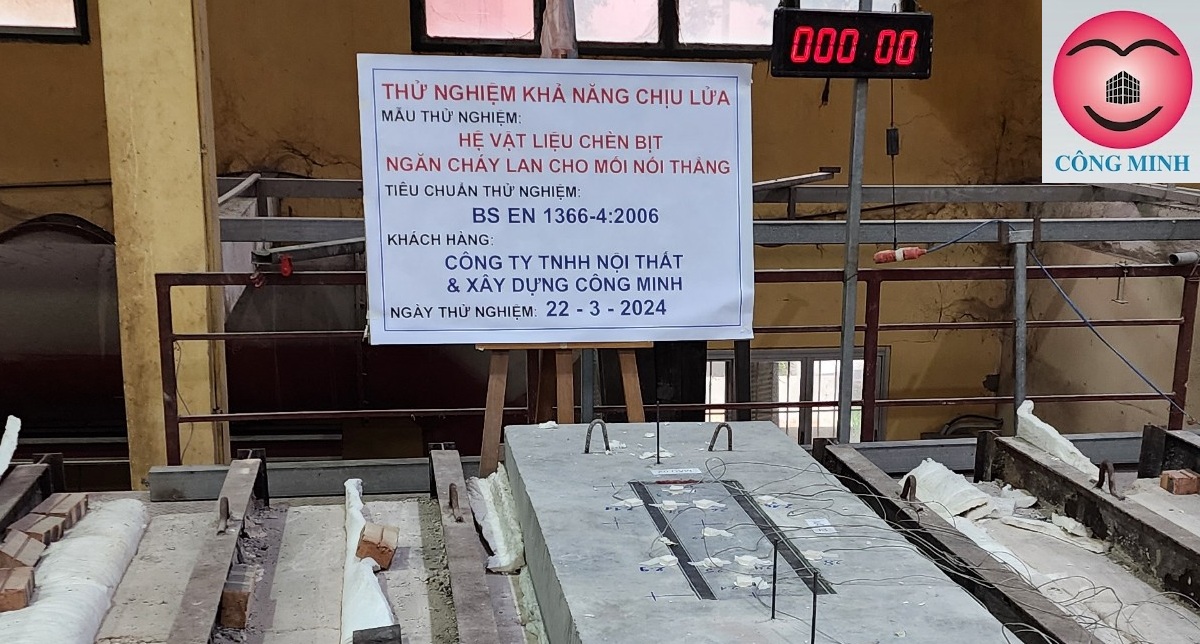 THỬ NGHIỆM KHẢ NĂNG CHỊU LỬA
MẪU THỬ NGHIỆM:
HỆ VẬT LIỆU CHÈN BỊT
NGĂN CHÁY LAN CHO MỐI NỐI THẲNG
TIÊU CHUẨN THỬ NGHIỆM:
BS EN 1366-4:2006
KHÁCH HÀNG:
CÔNG TY TNHH NỘI THẤT
& XÂY DỰNG CÔNG MINH
NGÀY THỬ NGHIỆM: 22 - 3 - 2024
000 00
CÔNG MINH